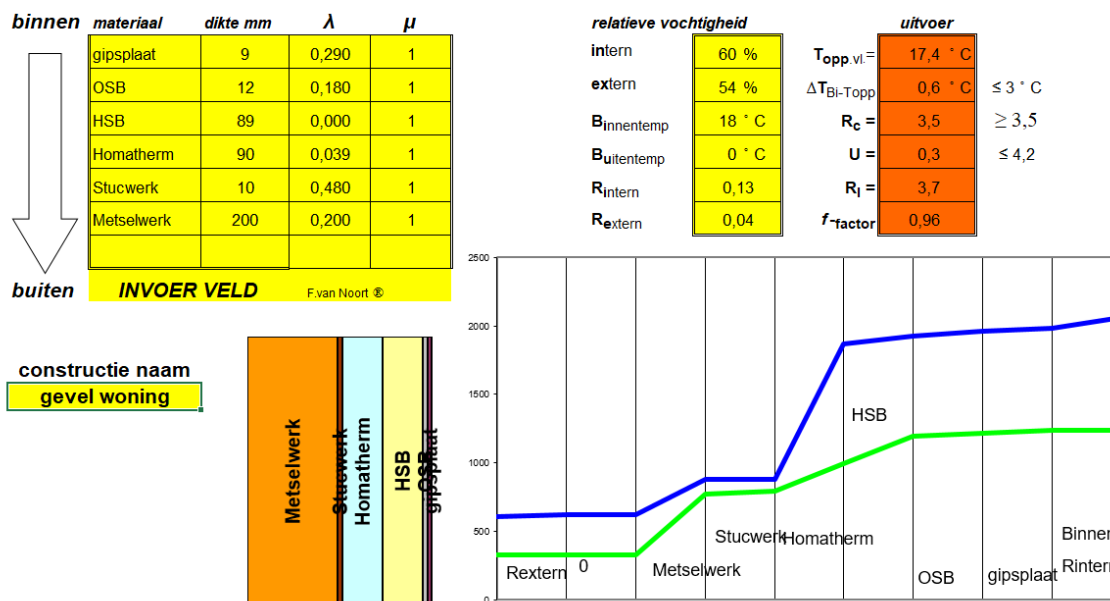 binnen materiaal dikte mm λ μ
gipsplaat 9 0,290 1
OSB 12 0,180 1
HSB 89 0,000 1
Homatherm 90 0,039 1
Stucwerk 10 0,480 1
Metselwerk 200 0,200 1
buiten INVOER VELD F.van Noort ®
relatieve vochtigheid uitvoer
intern 60 % Topp.vl.= 17,4 ° C
extern 54 % ΔTBi-Topp 0,6 ° C ≤ 3 ° C
Binnentemp 18 ° C Rc = 3,5 ≥ 3,5
Buitentemp 0 ° C U = 0,3 ≤ 4,2
Rintern 0,13 Rl = 3,7
Rextern 0,04 f-factor 0,96
constructie naam
gevel woning
Metselwerk
Stucwerk
Homatherm
HSB
OSB
gipsplaat
2500
2000
1500
1000
500
0
HSB
Stucwerk Homatherm Binnen
Rextern 0 Metselwerk OSB gipsplaat Rintern